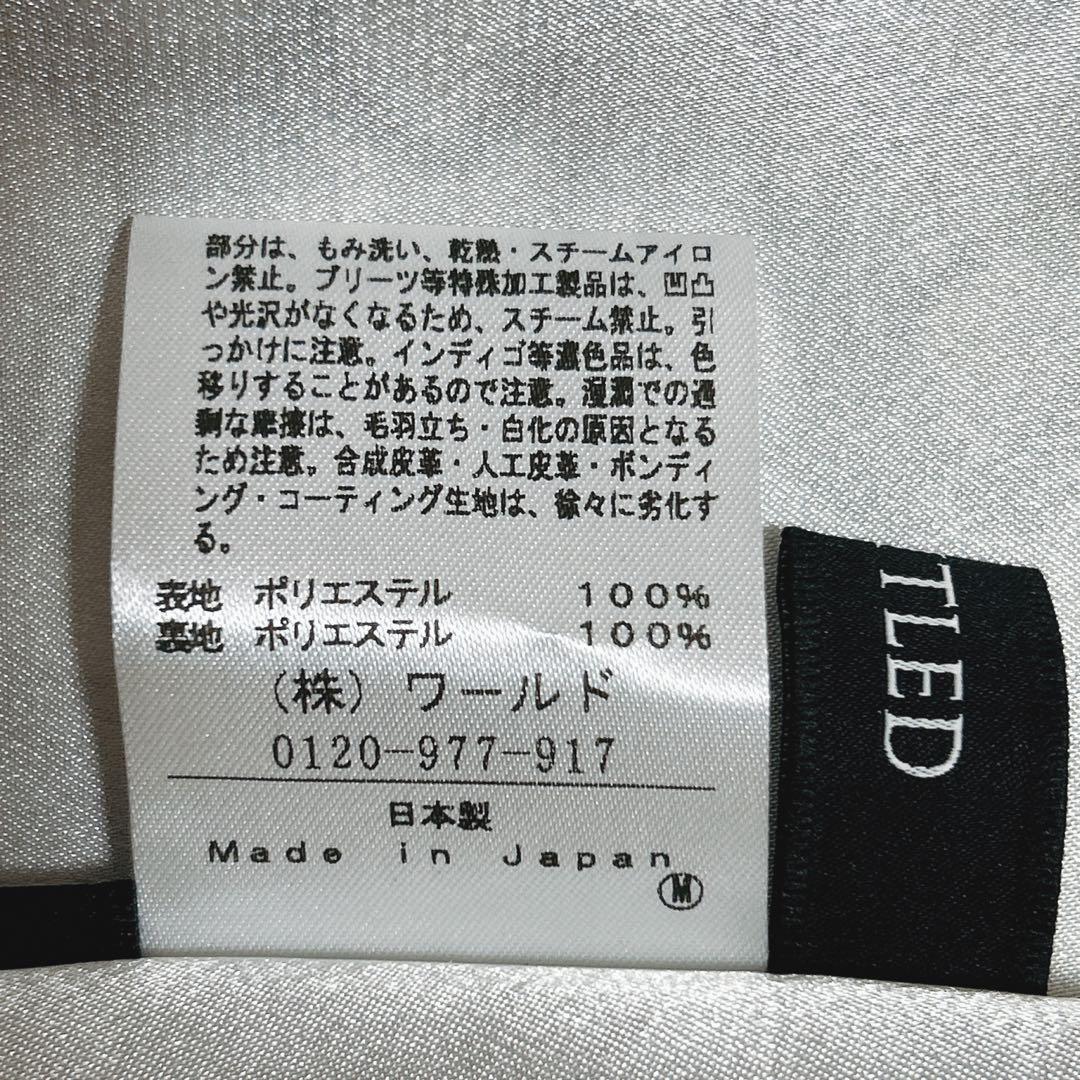 部分は、もみ洗い、乾熱・スチームアイロ
ン禁止。プリーツ等特殊加工製品は、凹凸
や光沢がなくなるため、スチーム禁止。引
っかけに注意。インディゴ等濃色品は、色
移りすることがあるので注意。湿潤での過
剰な摩擦は、毛羽立ち・白化の原因となる
ため注意。合成皮革・人工皮革・ボンディ
ング・コーティング生地は、徐々に劣化す
る。
表地 ポリエステル 100%
裏地 ポリエステル 100%
(株) ワールド
0120-977-917
日本製
Made in Japan
Ⓜ
TLED